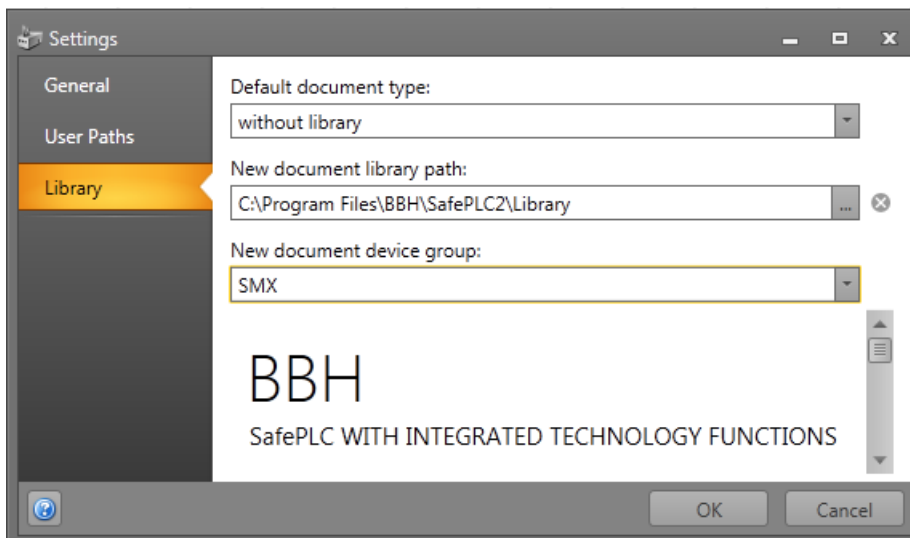 Settings
General
User Paths
Library
Default document type:
without library
New document library path:
C:\Program Files\BBH\SafePLC2\Library
...
New document device group:
SMX
BBH
SafePLC WITH INTEGRATED TECHNOLOGY FUNCTIONS
OK
Cancel